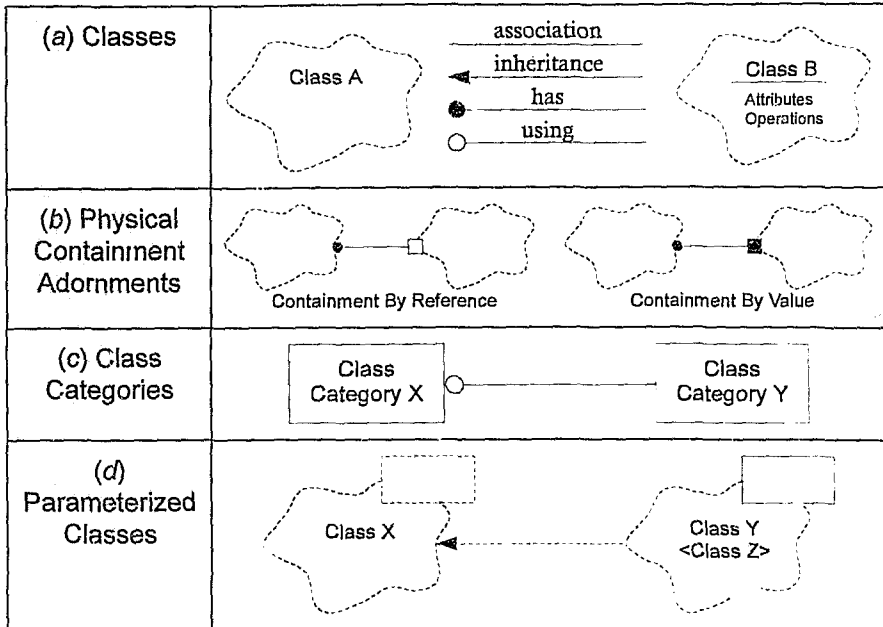 (a) Classes
Class A
association
inheritance
has
using
Class B
Attributes
Operations
(b) Physical
Containment
Adornments
Containment By Reference
Containment By Value
(c) Class
Categories
Class
Category X
Class
Category Y
(d)
Parameterized
Classes
Class X
Class Y
<Class Z>